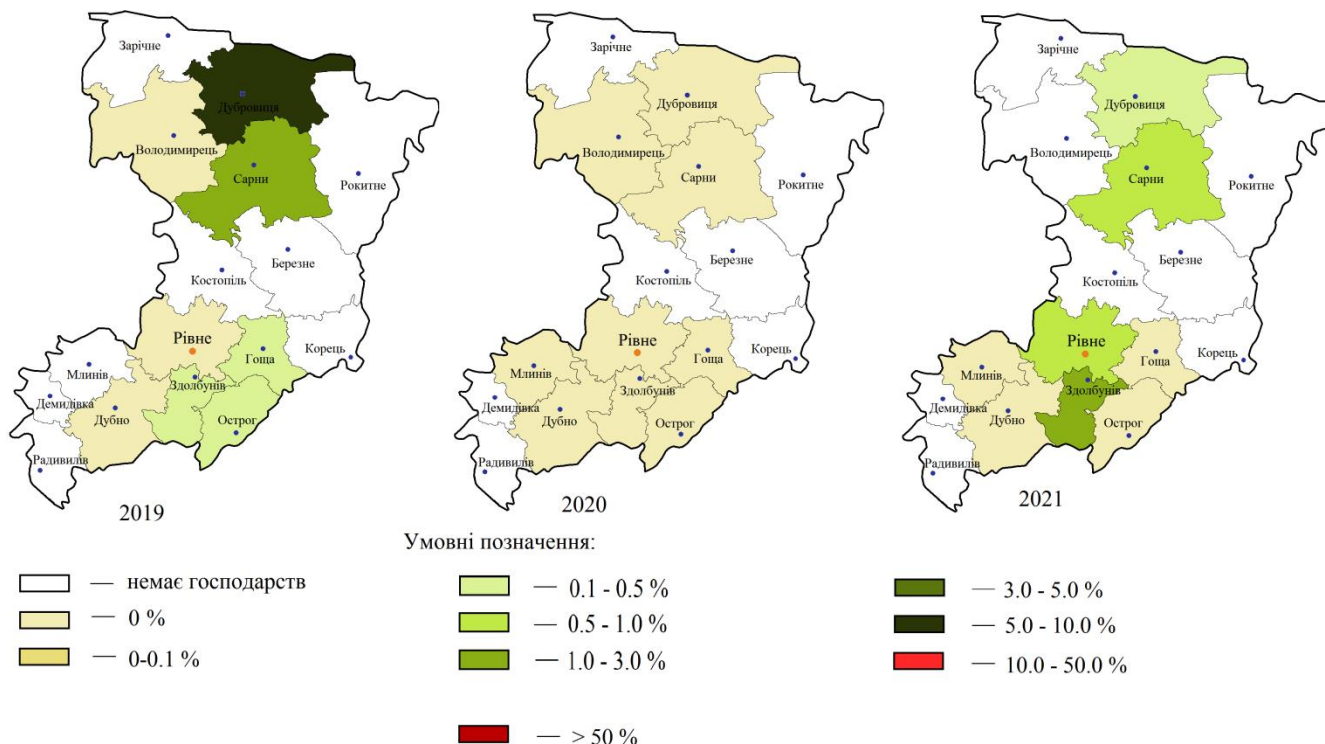 Зарічне
Дубровиця
Володимирець
Сарни
Рокитне
Березне
Костопіль
Рівне
Гоща
Корець
Млинів
Здолбунів
Демидівка
Дубно
Острог
Радивилів
2019
Зарічне
Дубровиця
Володимирець
Сарни
Рокитне
Березне
Костопіль
Рівне
Гоща
Корець
Млинів
Здолбунів
Демидівка
Дубно
Острог
Радивилів
2020
Зарічне
Дубровиця
Володимирець
Сарни
Рокитне
Березне
Костопіль
Рівне
Гоща
Корець
Млинів
Здолбунів
Демидівка
Дубно
Острог
Радивилів
2021
Умовні позначення:
— немає господарств
— 0 %
— 0-0.1 %
— 0.1 - 0.5 %
— 0.5 - 1.0 %
— 1.0 - 3.0 %
— 3.0 - 5.0 %
— 5.0 - 10.0 %
— 10.0 - 50.0 %
— > 50 %